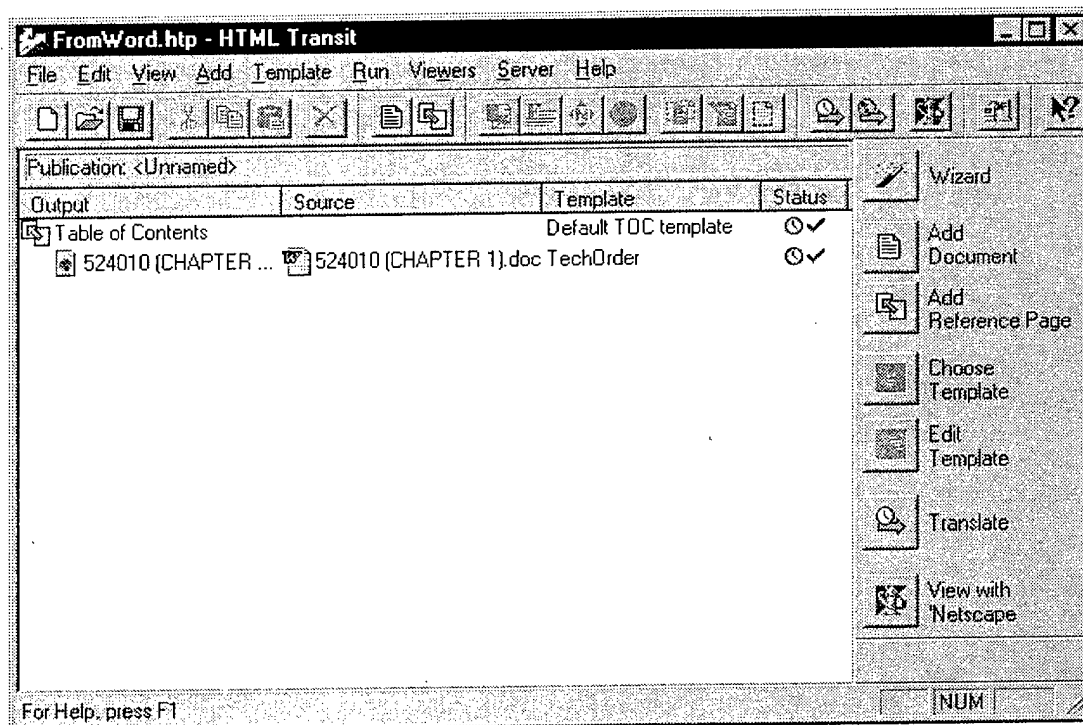 FromWord.htp - HTML Transit
File Edit View Add Template Run Viewers Server Help
Publication: <Unnamed>
Output Source Template Status
Table of Contents Default TOC template
524010 (CHAPTER ... 524010 (CHAPTER 1).doc TechOrder
Wizard
Add
Document
Add
Reference Page
Choose
Template
Edit
Template
Translate
View with
'Netscape
For Help, press F1
NUM